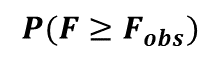 P(F ≥ F_obs)